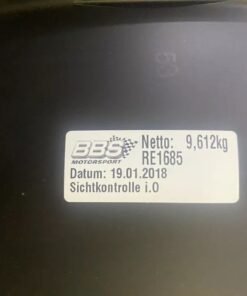 BBS Netto: 9,612kg
MOTORSPORT RE1685
Datum: 19.01.2018
Sichtkontrolle i.O